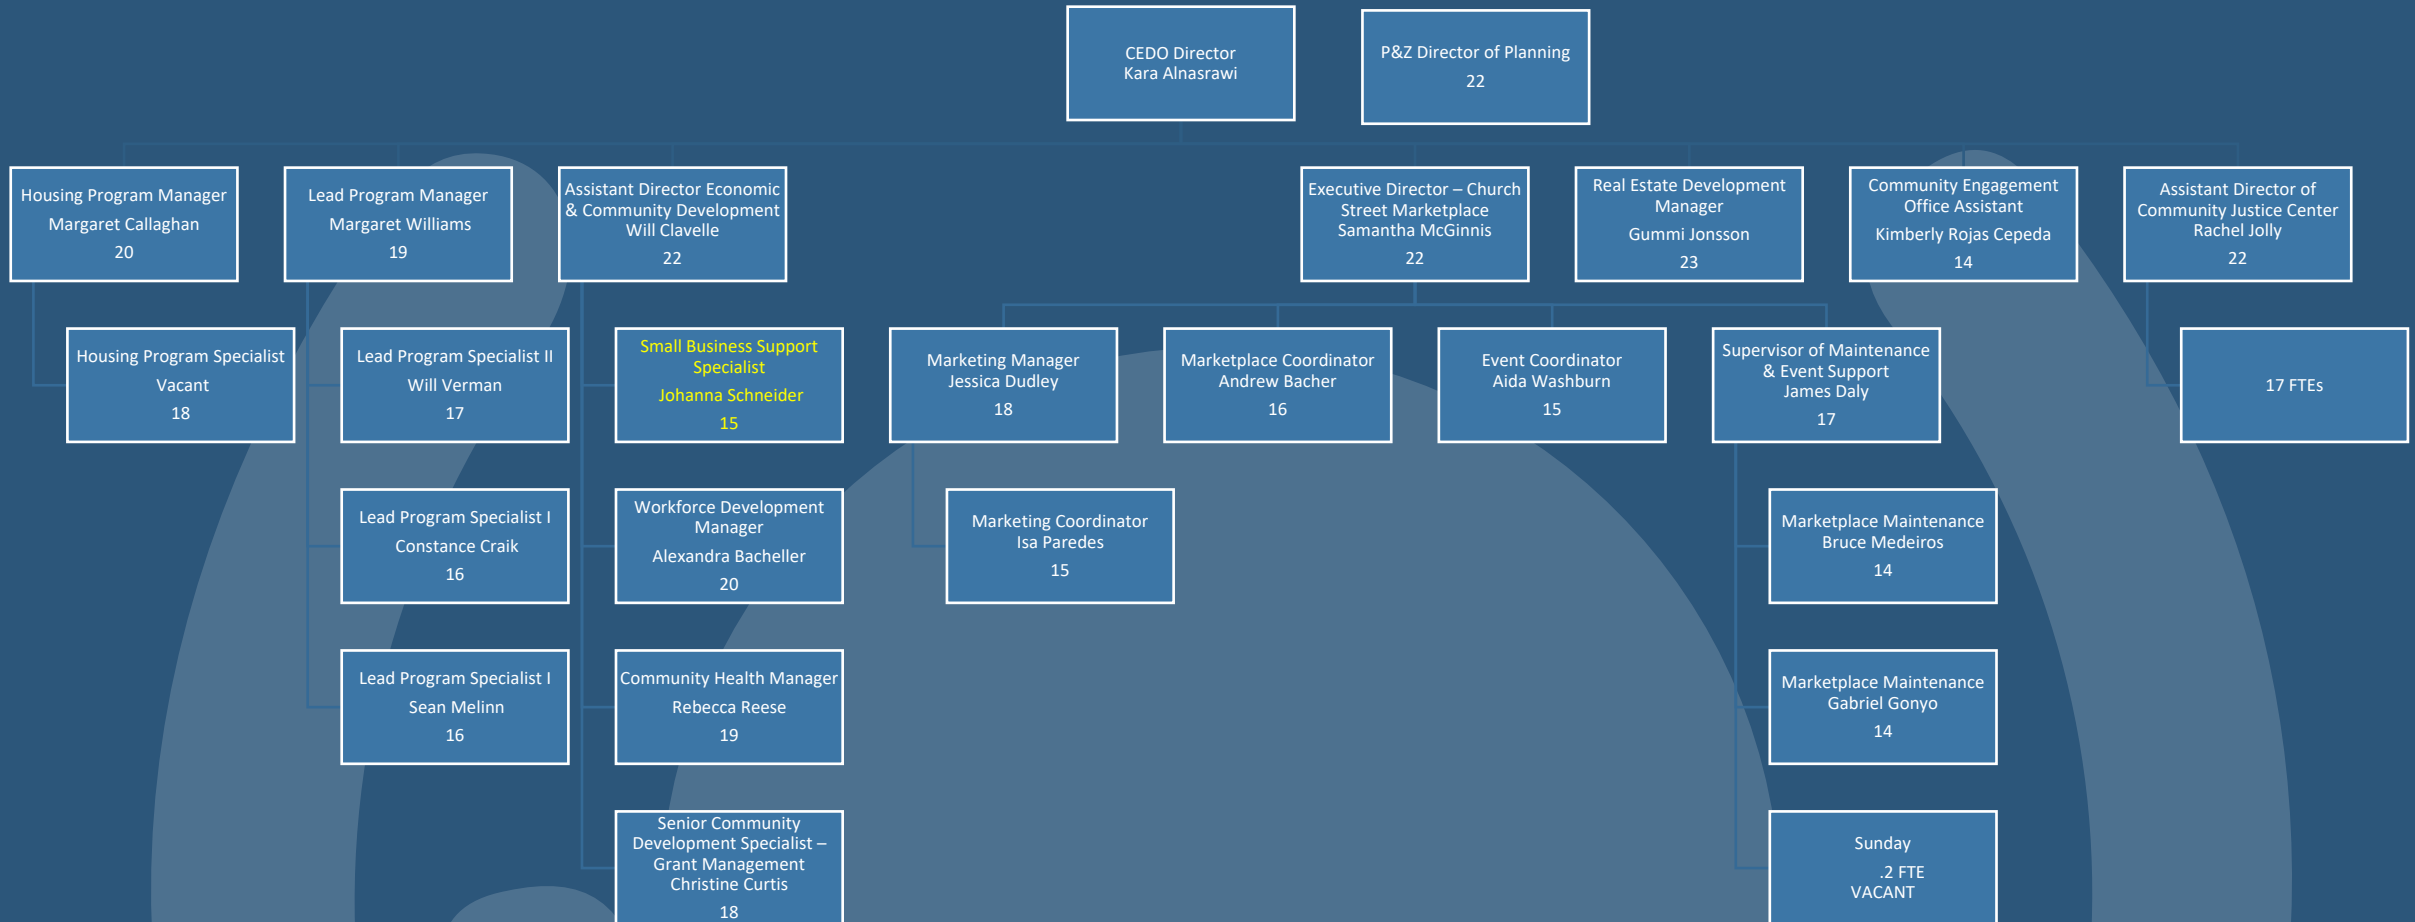 CEDO Director
Kara Alnasrawi
P&Z Director of Planning
22
Housing Program Manager
Margaret Callaghan
20
Lead Program Manager
Margaret Williams
19
Assistant Director Economic
& Community Development
Will Clavelle
22
Executive Director – Church
Street Marketplace
Samantha McGinnis
22
Real Estate Development
Manager
Gummi Jonsson
23
Community Engagement
Office Assistant
Kimberly Rojas Cepeda
14
Assistant Director of
Community Justice Center
Rachel Jolly
22
Housing Program Specialist
Vacant
18
Lead Program Specialist II
Will Verman
17
Small Business Support
Specialist
Johanna Schneider
15
Marketing Manager
Jessica Dudley
18
Marketplace Coordinator
Andrew Bacher
16
Event Coordinator
Aida Washburn
15
Supervisor of Maintenance
& Event Support
James Daly
17
17 FTEs
Lead Program Specialist I
Constance Craik
16
Workforce Development
Manager
Alexandra Bacheller
20
Marketing Coordinator
Isa Paredes
15
Marketplace Maintenance
Bruce Medeiros
14
Lead Program Specialist I
Sean Melinn
16
Community Health Manager
Rebecca Reese
19
Marketplace Maintenance
Gabriel Gonyo
14
Senior Community
Development Specialist –
Grant Management
Christine Curtis
18
Sunday
.2 FTE
VACANT